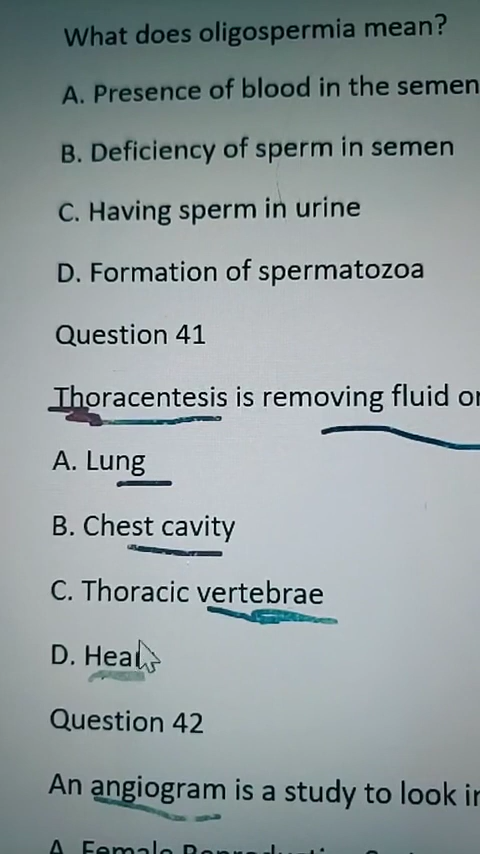 What does oligospermia mean?
A. Presence of blood in the semen
B. Deficiency of sperm in semen
C. Having sperm in urine
D. Formation of spermatozoa
Question 41
Thoracentesis is removing fluid or
A. Lung
B. Chest cavity
C. Thoracic vertebrae
D.
Question 42
An angiogram is a study to look
A. Female